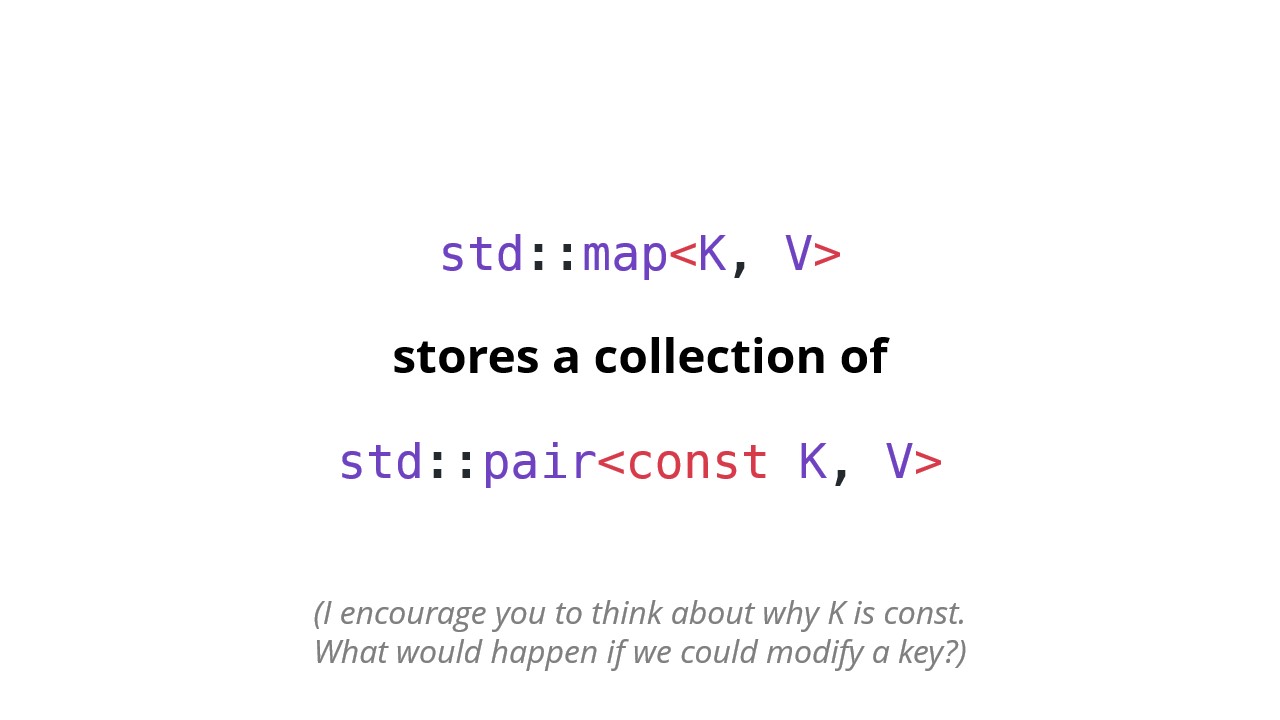 std::map<K, V>
stores a collection of
std::pair<const K, V>
(I encourage you to think about why K is const.
What would happen if we could modify a key?)